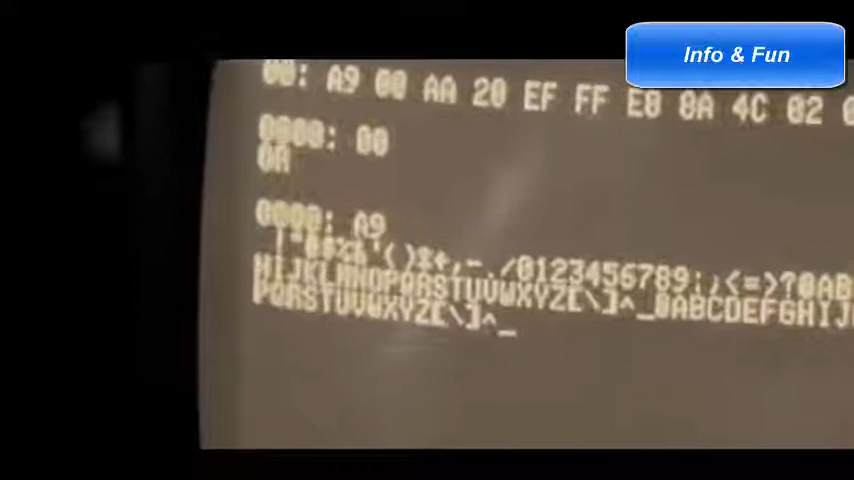 Info & Fun
00: A9 00 AA 20 EF FF E8 8A 4C 02
0000: 00
0A
0000: A9
!"#$%&'()*+,-./0123456789:;<=>?@AB
HIJKLMNOPQRSTUVWXYZ[\]^_@ABCDEFGHIJ
PQRSTUVWXYZ[\]^_